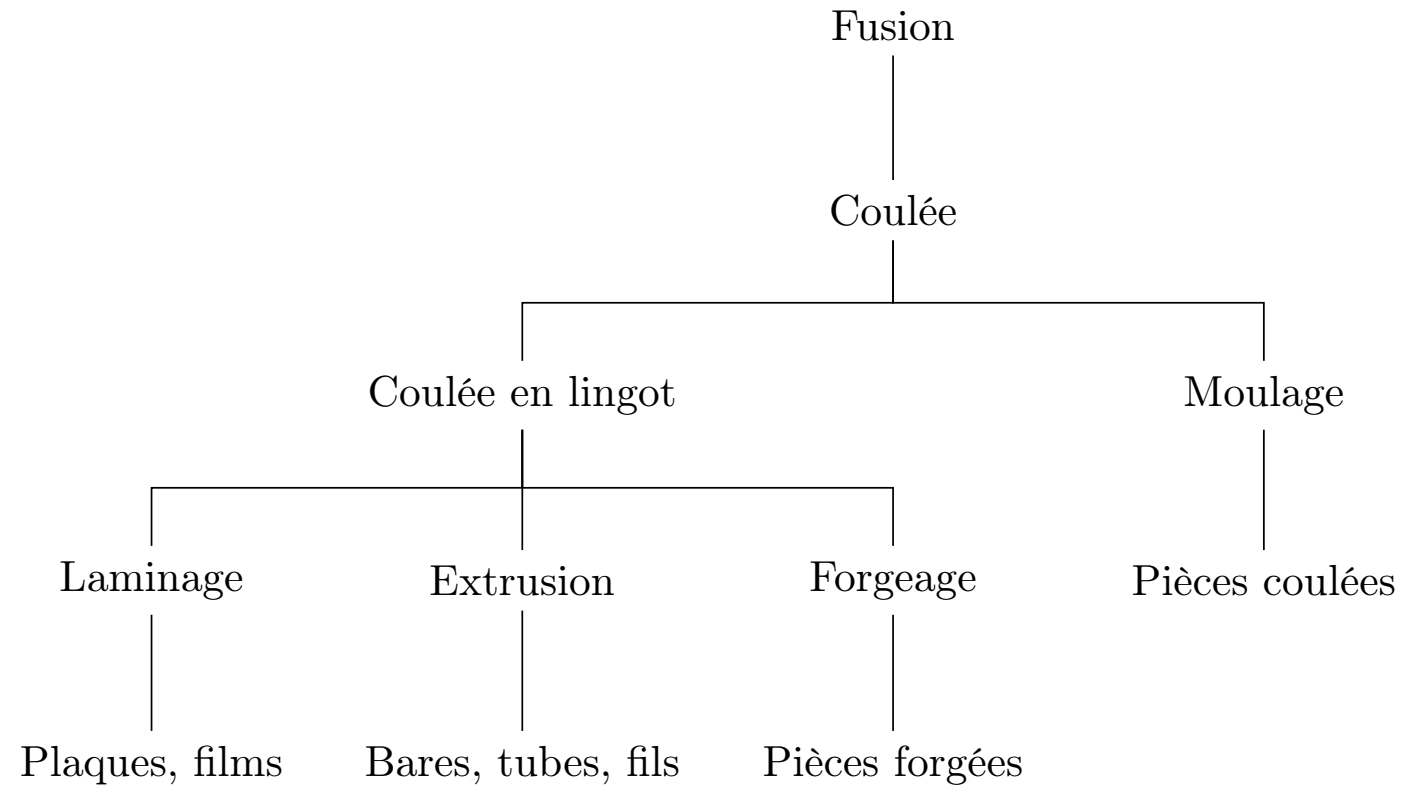 Fusion
Coulée
Coulée en lingot
Moulage
Laminage
Extrusion
Forgeage
Pièces coulées
Plaques, films
Bares, tubes, fils
Pièces forgées